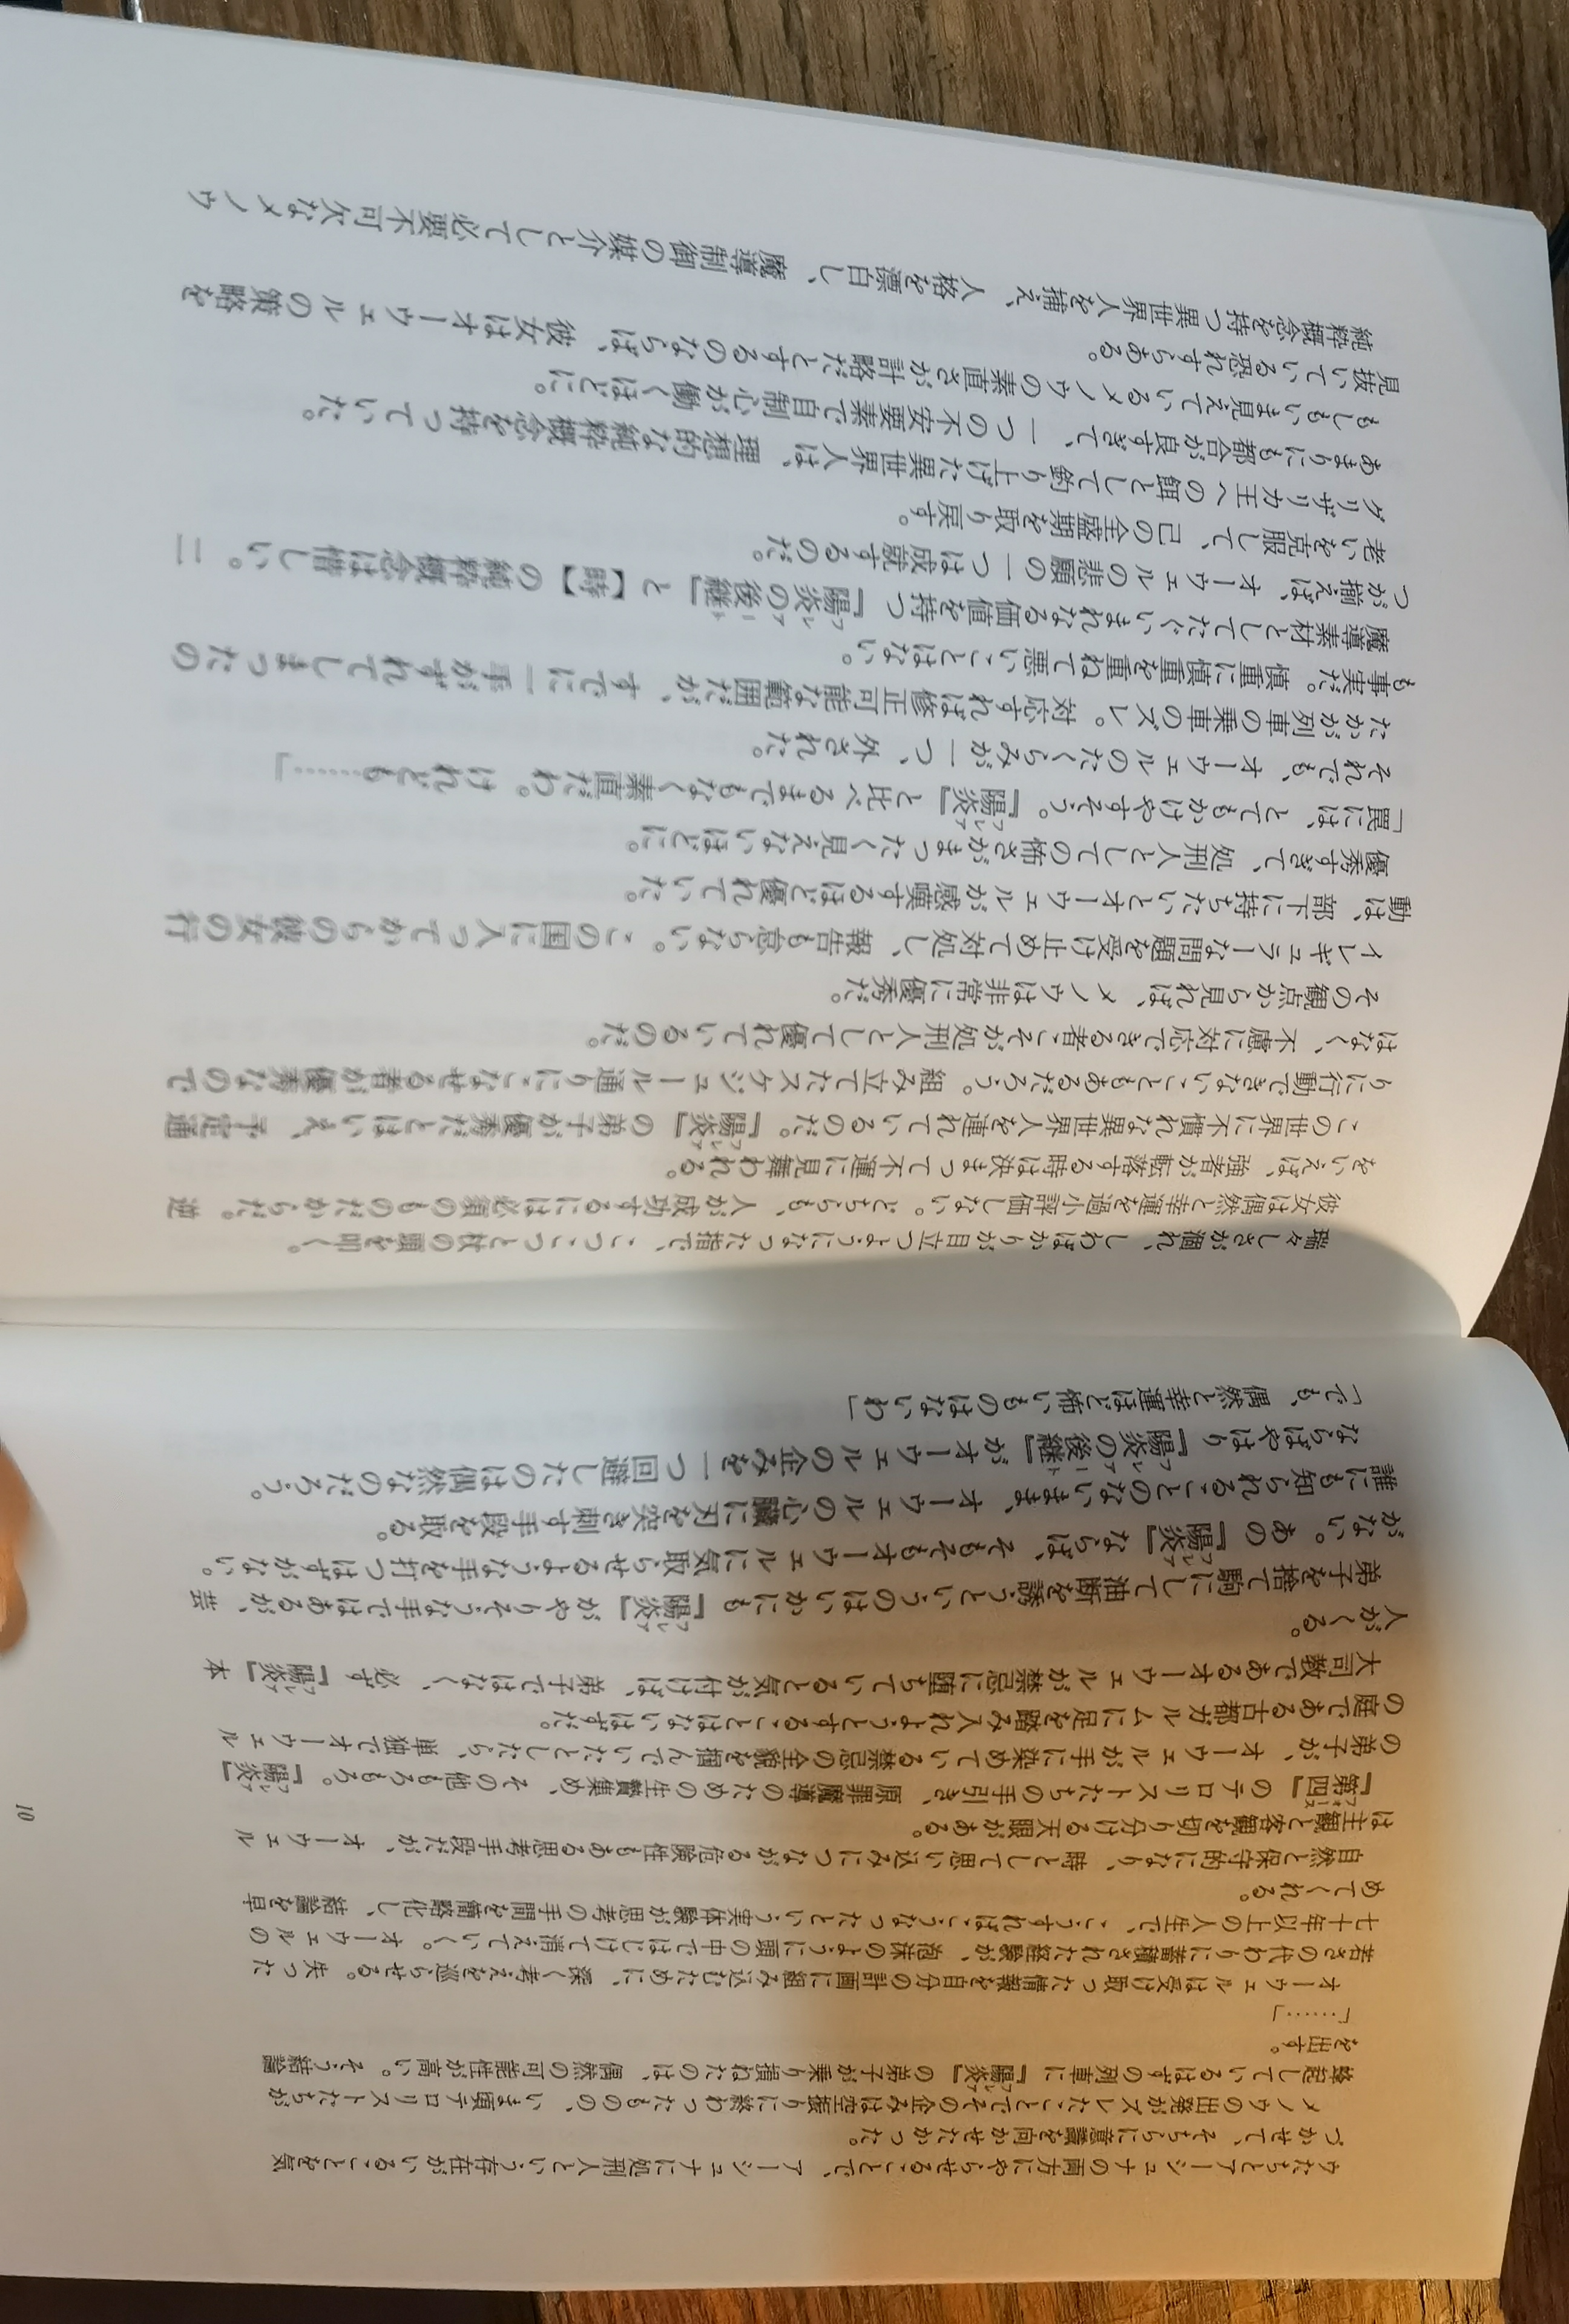 ウたちとアーシュナの両方にやらせることで、アーシュナに処刑人という存在がいることを気
づかせて、そちらに意識を向かせたかった。
メノウの出発がズレたことでその企みは空振りに終わったものの、いま頃テロリストたちが
蜂起しているはずの列車に『陽炎』の弟子が乗り損ねたのは、偶然の可能性が高い。そう結論
を出す。
「……」
オーウェルは受け取った情報を自分の計画に組み込むために、深く考えを巡らせる。失った
若さの代わりに蓄積された経験が、泡沫のように頭の中ではじけて消えていく。オーウェルの
七十年以上の人生で、こうすればこうなったという実体験が思考の手間を簡略化し、結論を早
めてくれる。
自然と保守的になり、時として思い込みにつながる危険性もある思考手段だが、オーウェル
は主観と客観を切り分ける天眼がある。
『第四』のテロリストたちの手引き、原罪魔導のための生贄集め、その他もろもろ。『陽炎』
の弟子が、オーウェルが手に染めている禁忌の全貌を掴んでいたとしたら、単独でオーウェル
の庭である古都ガルムに足を踏み入れようとすることはないはずだ。
大司教であるオーウェルが禁忌に堕ちていると気が付けば、弟子ではなく、必ず『陽炎』本
人がくる。
弟子を捨て駒にして油断を誘うというのはいかにも『陽炎』がやりそうな手ではあるが、芸
がない。あの『陽炎』ならば、そもそもオーウェルに気取らせるような手を打つはずがない。
誰にも知られることのないまま、オーウェルの心臓に刃を突き刺す手段を取る。
ならばやはり『陽炎の後継』がオーウェルの企みを一つ回避したのは偶然なのだろう。
「でも、偶然と幸運ほど怖いものはないわ」
10
瑞々しさが涸れ、しわばかりが目立つようになった指で、こつこつと杖の頭を叩く。
彼女は偶然と幸運を過小評価しない。どちらも、人が成功するには必須のものだからだ。逆
をいえば、強者が転落する時は決まって不運に見舞われる。
この世界に不慣れな異世界人を連れているのだ。『陽炎』の弟子が優秀だとはいえ、予定通
りに行動できないこともあるだろう。組み立てたスケジュール通りにこなせる者が優秀なので
はなく、不慮に対応できる者こそが処刑人として優れているのだ。
その観点から見れば、メノウは非常に優秀だ。
イレギュラーな問題を受け止めて対処し、報告も怠らない。この国に入ってからの彼女の行
動は、部下に持ちたいとオーウェルが感嘆するほど優れていた。
優秀すぎて、処刑人としての怖さがまったく見えないほどに。
「罠には、とてもかけやすそう。『陽炎』と比べるまでもなく素直だわ。けれども……」
それでも、オーウェルのたくらみが一つ、外された。
たかが列車の乗車のズレ。対応すれば修正可能な範囲だが、すでに一手がずれてしまったの
も事実だ。慎重に慎重を重ねて悪いことはない。
魔導素材としてたぐいまれなる価値を持つ『陽炎の後継』と【時】の純粋概念は惜しい。二
つが揃えば、オーウェルの悲願の一つは成就するのだ。
老いを克服して、己の全盛期を取り戻す。
グリザリカ王への餌として釣り上げた異世界人は、理想的な純粋概念を持っていた。
あまりにも都合が良すぎて、一つの不安要素で自制心が働くほどに。
もしもいま見えているメノウの素直さが計略だとするのならば、彼女はオーウェルの策略を
見抜いている恐れすらある。
純粋概念を持つ異世界人を捕え、人格を漂白し、魔導制御の媒介として必要不可欠なメノウ